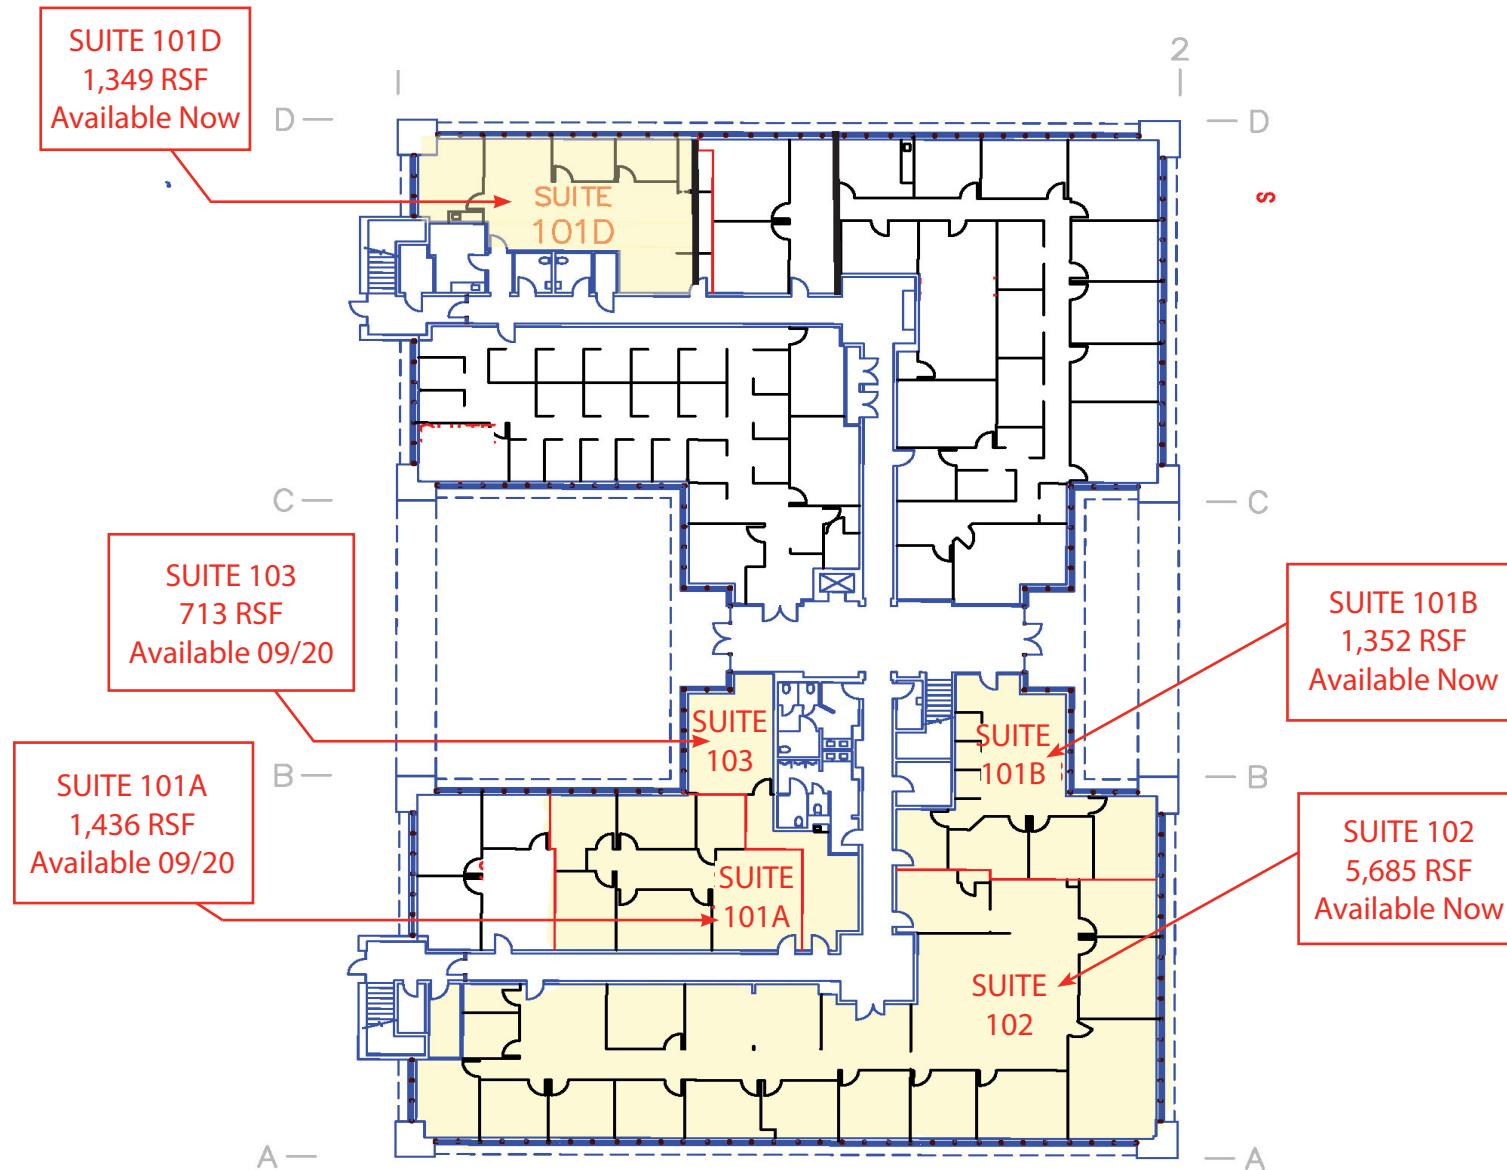 SUITE 101D
1,349 RSF
Available Now
2
D
D
S
SUITE
101D
C
C
SUITE 103
713 RSF
Available 09/20
SUITE 101B
1,352 RSF
Available Now
SUITE
103
SUITE
101B
B
B
SUITE 101A
1,436 RSF
Available 09/20
SUITE 102
5,685 RSF
Available Now
SUITE
101A
SUITE
102
A
A